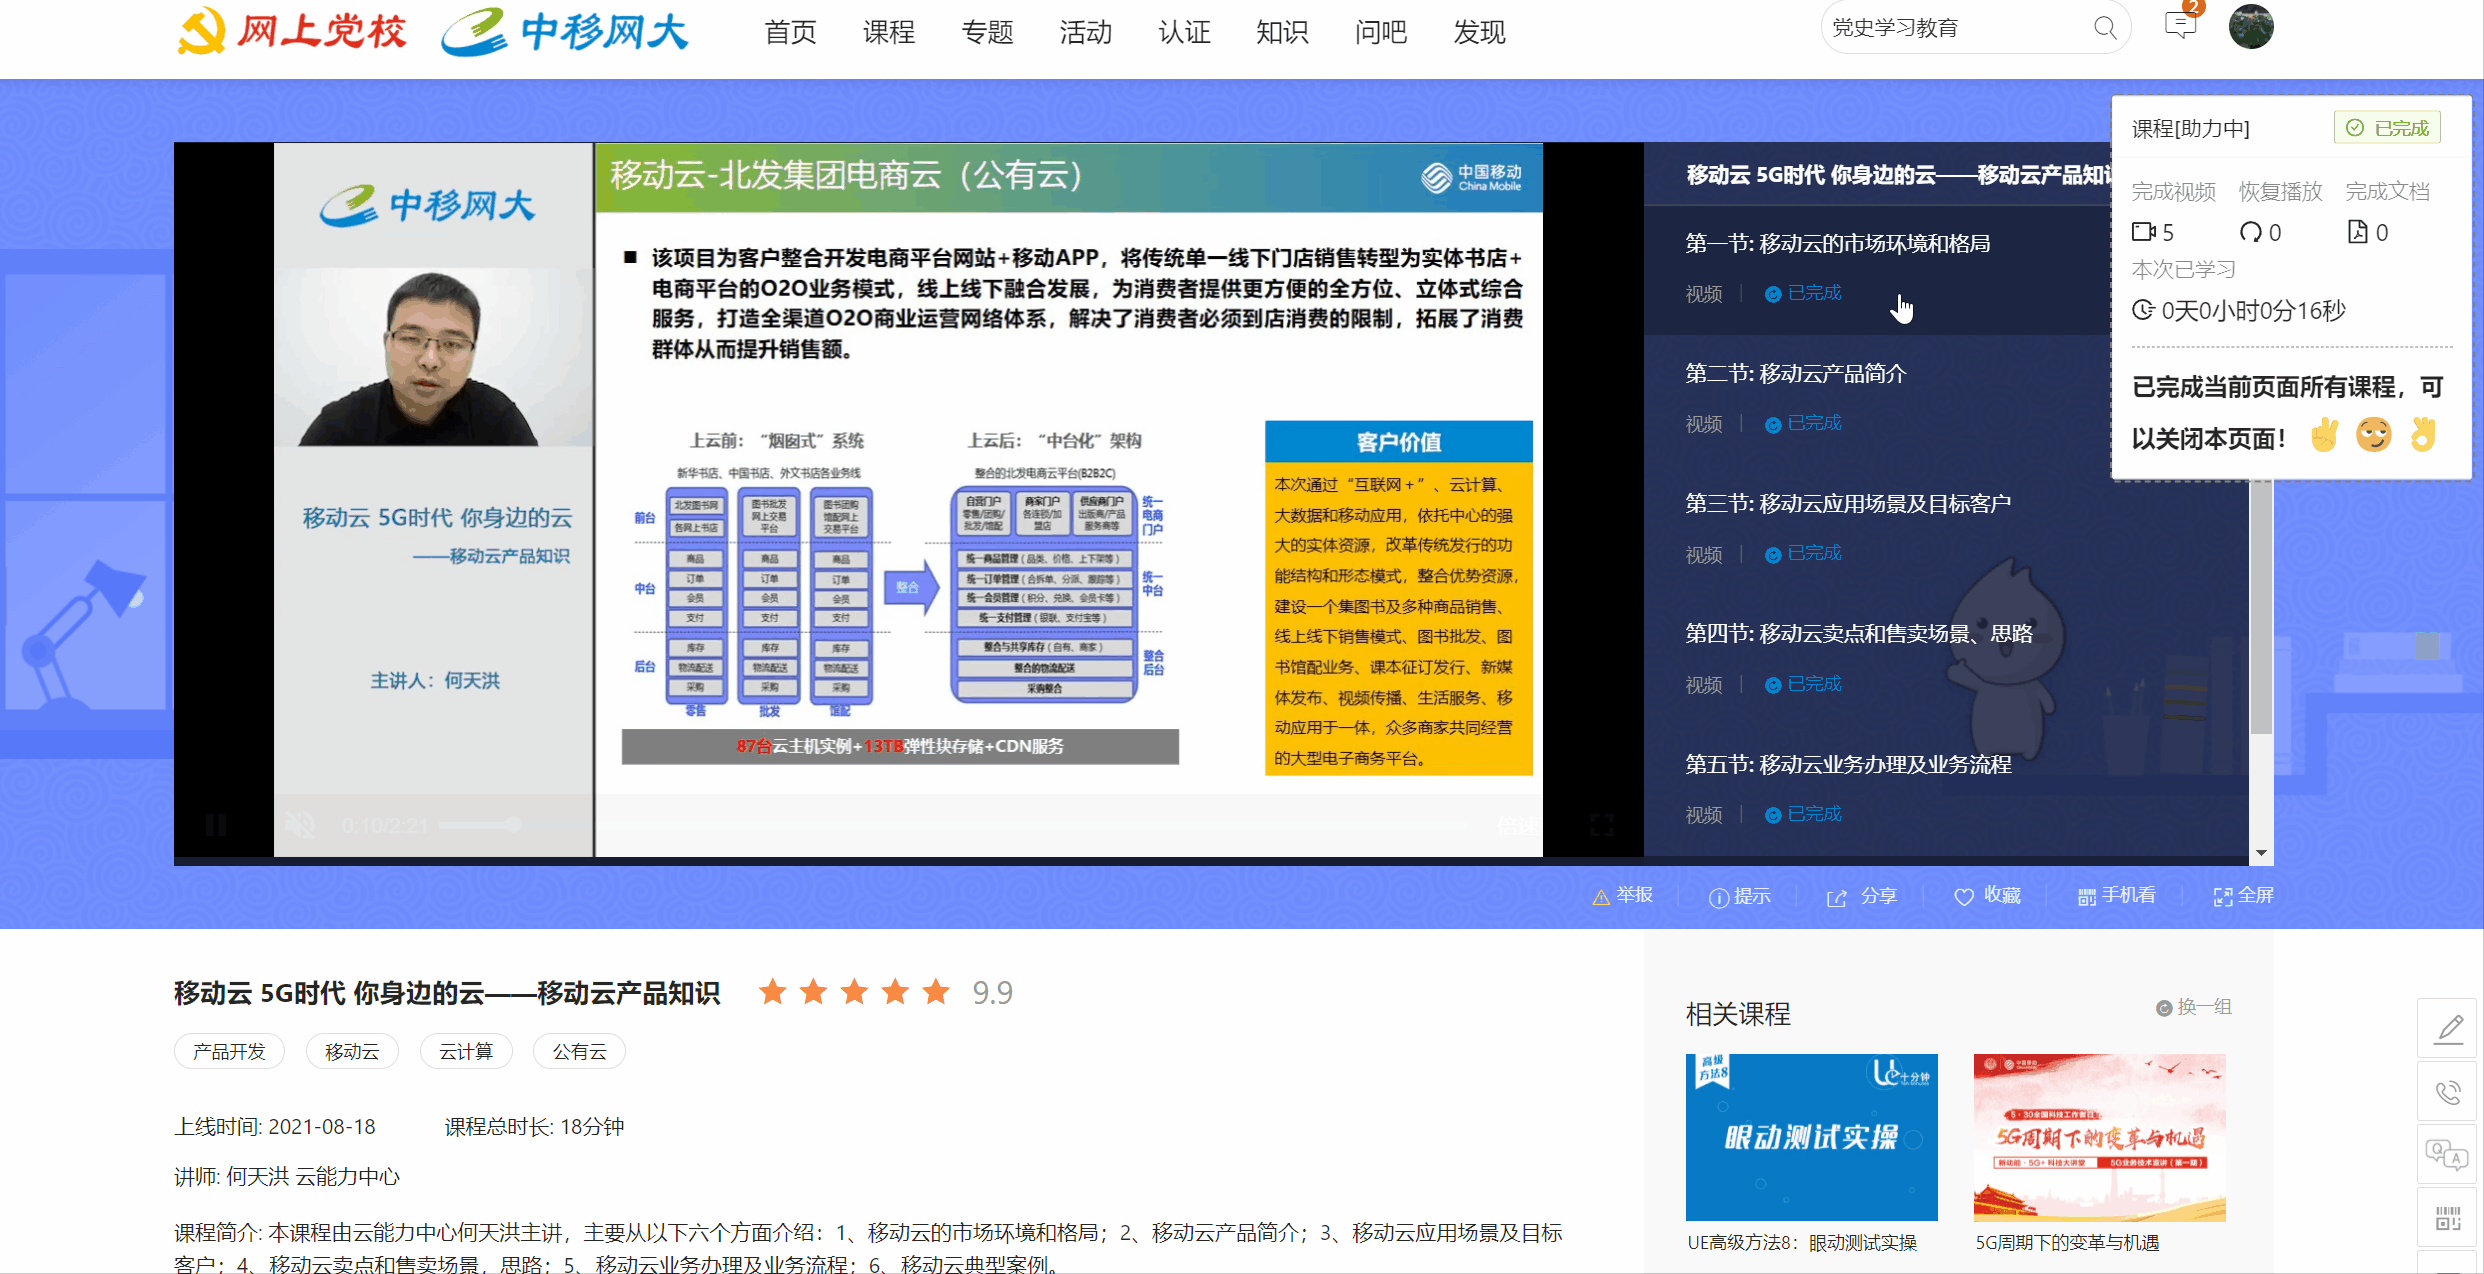 网上党校 中移网大 首页 课程 专题 活动 认证 知识 问吧 发现 党史学习教育 2
课程[助力中] 已完成
完成视频 恢复播放 完成文档
5 0 0
本次已学习
0天0小时0分16秒
已完成当前页面所有课程，可
以关闭本页面！
中移网大
移动云 5G时代 你身边的云
——移动云产品知识
主讲人：何天洪
0:10/2:21
倍速
移动云-北发集团电商云（公有云）
中国移动
China Mobile
■ 该项目为客户整合开发电商平台网站+移动APP，将传统单一线下门店销售转型为实体书店+
电商平台的O2O业务模式，线上线下融合发展，为消费者提供更方便的全方位、立体式综合
服务，打造全渠道O2O商业运营网络体系，解决了消费者必须到店消费的限制，拓展了消费
群体从而提升销售额。
上云前：“烟囱式”系统
新华书店、中国书店、外文书店各业务线
前台
北发图书网
各网上书店
图书批发
网上交易
平台
图书团购
馆配网上
交易平台
中台
商品 商品 商品
订单 订单 订单
会员 会员 会员
支付 支付 支付
后台
库存 库存 库存
物流配送 物流配送 物流配送
采购 采购 采购
零售 批发 馆配
整合
上云后：“中台化”架构
整合的北发电商云平台(B2B2C)
自营门户
零售/团购/
批发/馆配
商家门户
各连锁/加
盟店
供应商门户
出版商/产品
服务商等
统一
电商
门户
统一商品管理（品类、价格、上下架等）
统一订单管理（合拆单、分派、跟踪等）
统一会员管理（积分、兑换、会员卡等）
统一支付管理（银联、支付宝等）
统一
中台
整合与共享库存（自有、商家）
整合的物流配送
采购整合
整合
后台
87台云主机实例+13TB弹性块存储+CDN服务
客户价值
本次通过“互联网＋”、云计算、
大数据和移动应用，依托中心的强
大的实体资源，改革传统发行的功
能结构和形态模式，整合优势资源，
建设一个集图书及多种商品销售、
线上线下销售模式、图书批发、图
书馆配业务、课本征订发行、新媒
体发布、视频传播、生活服务、移
动应用于一体，众多商家共同经营
的大型电子商务平台。
移动云 5G时代 你身边的云——移动云产品知
第一节: 移动云的市场环境和格局
视频 已完成
第二节: 移动云产品简介
视频 已完成
第三节: 移动云应用场景及目标客户
视频 已完成
第四节: 移动云卖点和售卖场景、思路
视频 已完成
第五节: 移动云业务办理及业务流程
视频 已完成
举报 提示 分享 收藏 手机看 全屏
移动云 5G时代 你身边的云——移动云产品知识 9.9
产品开发 移动云 云计算 公有云
上线时间: 2021-08-18 课程总时长: 18分钟
讲师: 何天洪 云能力中心
课程简介: 本课程由云能力中心何天洪主讲，主要从以下六个方面介绍：1、移动云的市场环境和格局；2、移动云产品简介；3、移动云应用场景及目标
客户；4、移动云卖点和售卖场景，思路；5、移动云业务办理及业务流程；6、移动云典型案例。
相关课程 换一组
高级
方法8
Ue十分钟
眼动测试实操
UE高级方法8：眼动测试实操
5G周期下的变革与机遇
5G周期下的变革与机遇
Q A